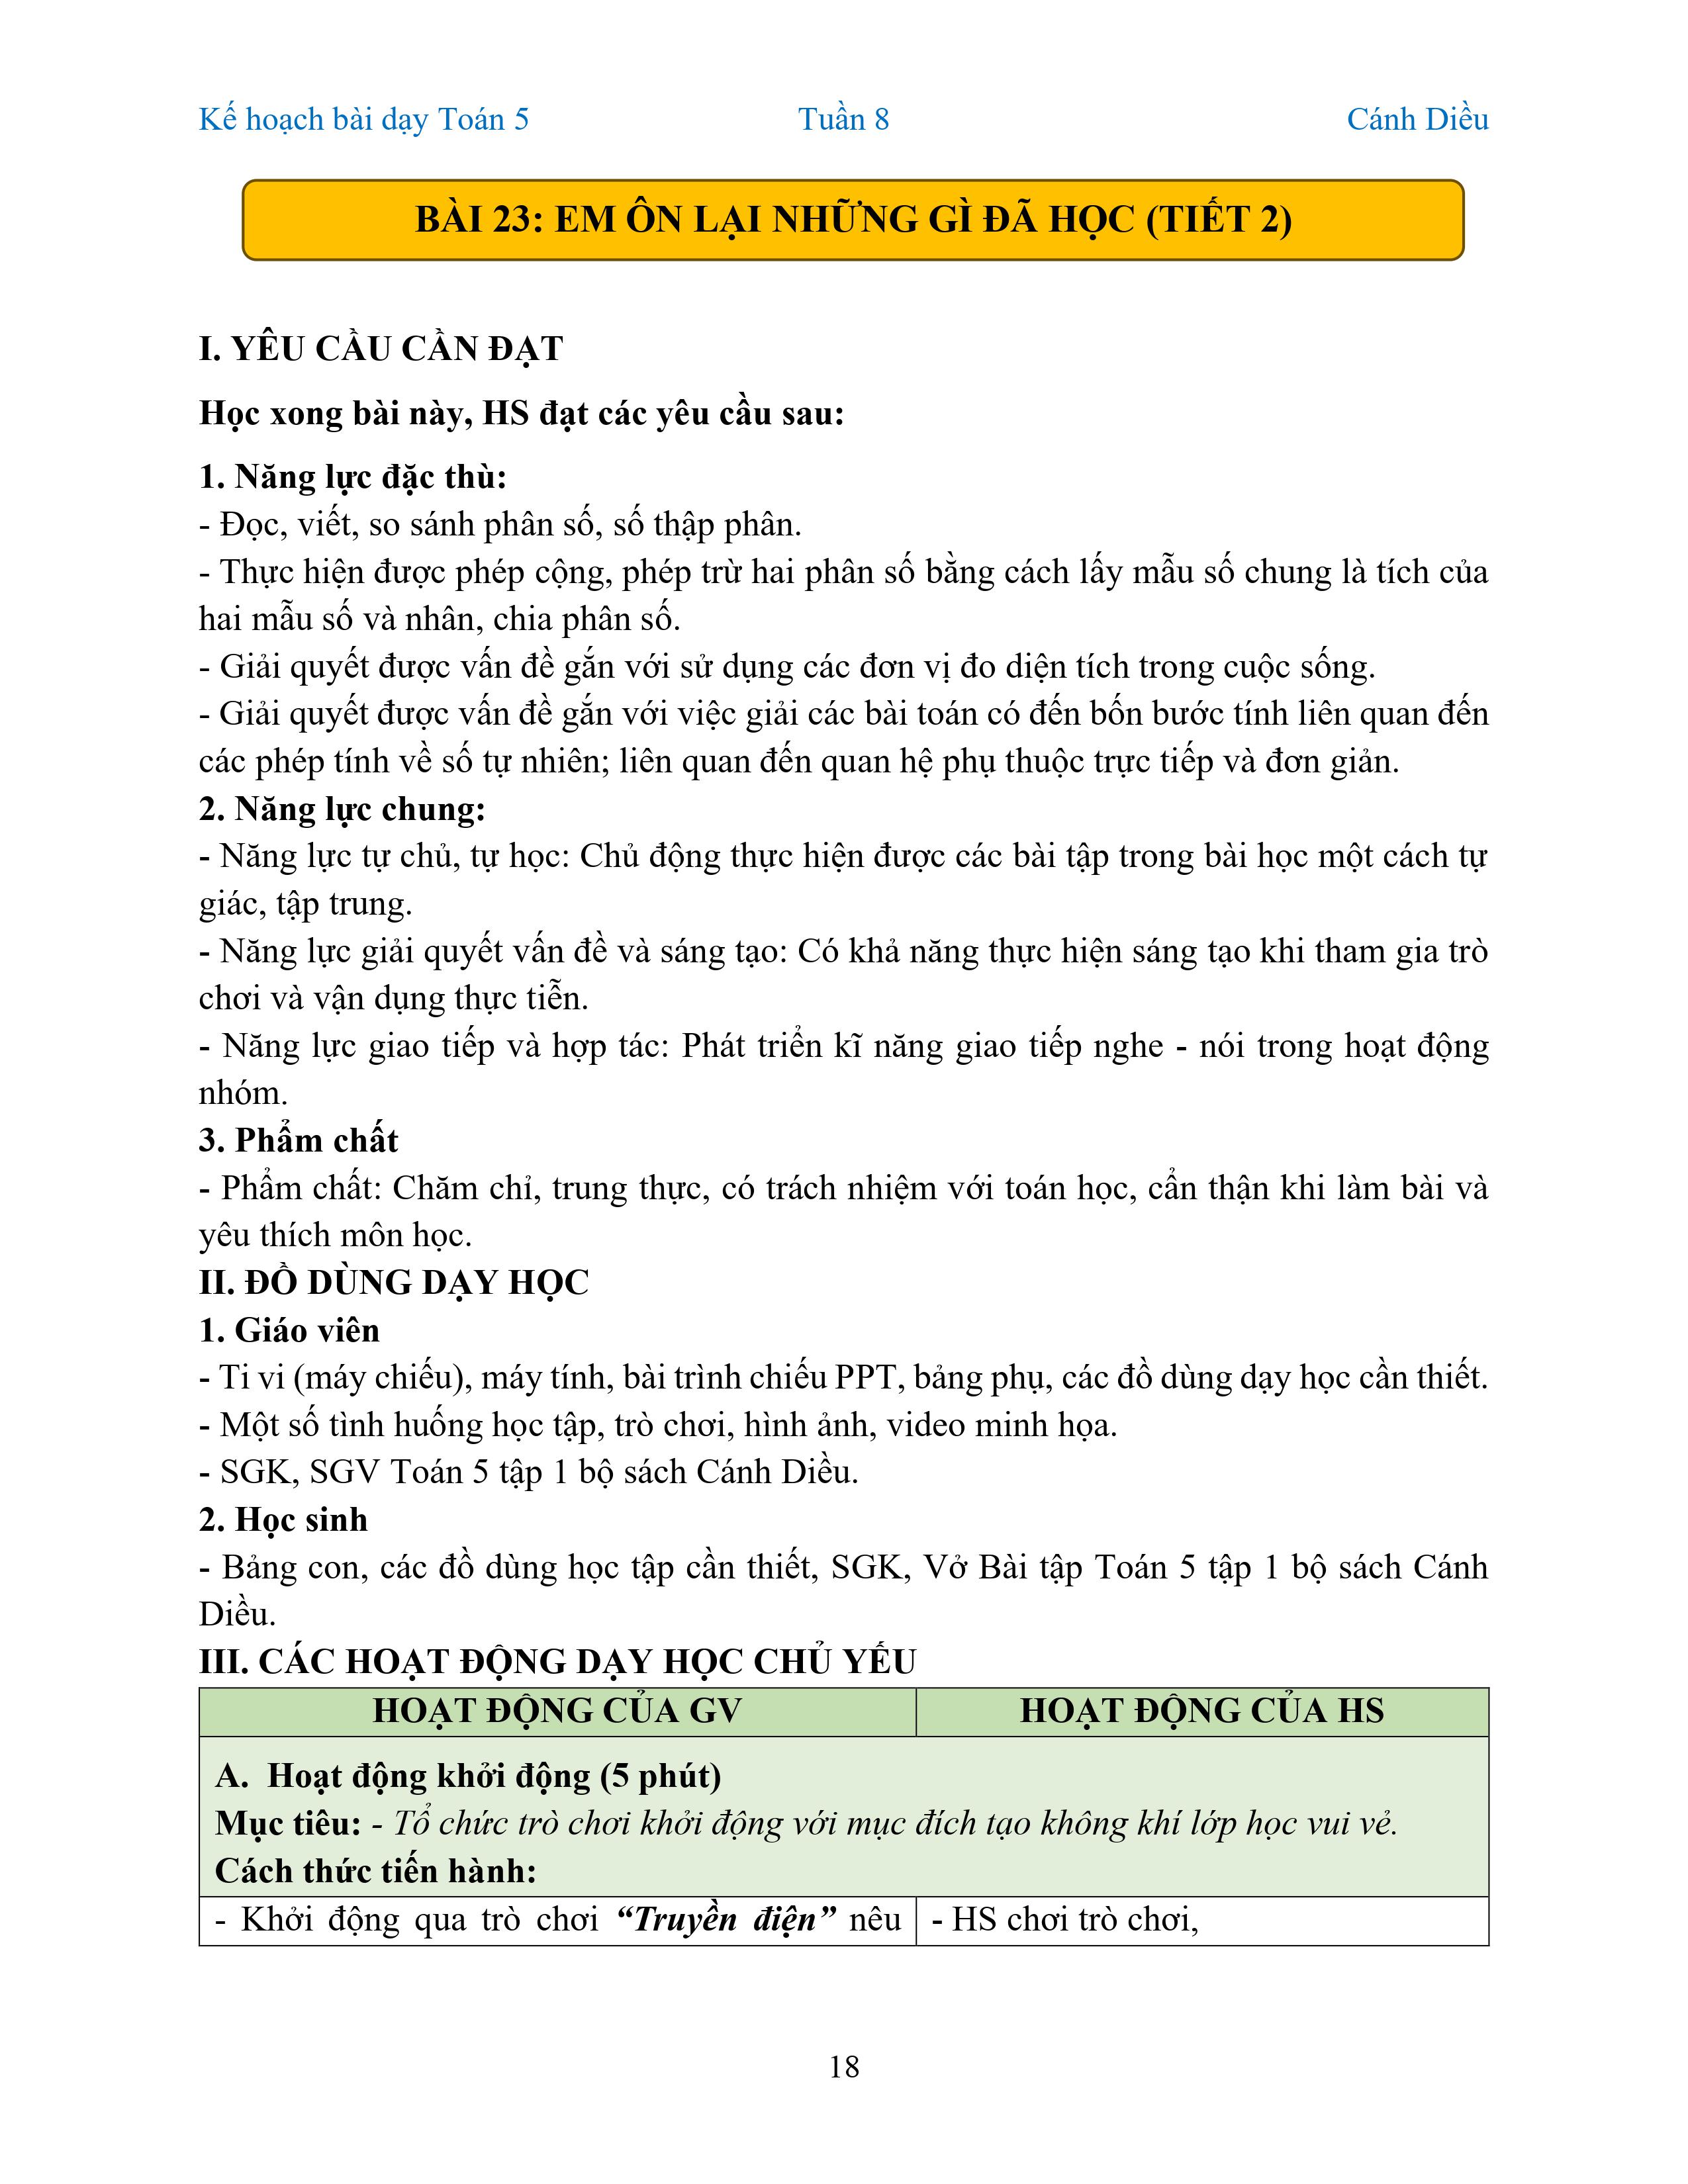 Kế hoạch bài dạy Toán 5 Tuần 8 Cánh Diều
BÀI 23: EM ÔN LẠI NHỮNG GÌ ĐÃ HỌC (TIẾT 2)
I. YÊU CẦU CẦN ĐẠT
Học xong bài này, HS đạt các yêu cầu sau:
1. Năng lực đặc thù:
- Đọc, viết, so sánh phân số, số thập phân.
- Thực hiện được phép cộng, phép trừ hai phân số bằng cách lấy mẫu số chung là tích của
hai mẫu số và nhân, chia phân số.
- Giải quyết được vấn đề gắn với sử dụng các đơn vị đo diện tích trong cuộc sống.
- Giải quyết được vấn đề gắn với việc giải các bài toán có đến bốn bước tính liên quan đến
các phép tính về số tự nhiên; liên quan đến quan hệ phụ thuộc trực tiếp và đơn giản.
2. Năng lực chung:
- Năng lực tự chủ, tự học: Chủ động thực hiện được các bài tập trong bài học một cách tự
giác, tập trung.
- Năng lực giải quyết vấn đề và sáng tạo: Có khả năng thực hiện sáng tạo khi tham gia trò
chơi và vận dụng thực tiễn.
- Năng lực giao tiếp và hợp tác: Phát triển kĩ năng giao tiếp nghe - nói trong hoạt động
nhóm.
3. Phẩm chất
- Phẩm chất: Chăm chỉ, trung thực, có trách nhiệm với toán học, cẩn thận khi làm bài và
yêu thích môn học.
II. ĐỒ DÙNG DẠY HỌC
1. Giáo viên
- Ti vi (máy chiếu), máy tính, bài trình chiếu PPT, bảng phụ, các đồ dùng dạy học cần thiết.
- Một số tình huống học tập, trò chơi, hình ảnh, video minh họa.
- SGK, SGV Toán 5 tập 1 bộ sách Cánh Diều.
2. Học sinh
- Bảng con, các đồ dùng học tập cần thiết, SGK, Vở Bài tập Toán 5 tập 1 bộ sách Cánh
Diều.
III. CÁC HOẠT ĐỘNG DẠY HỌC CHỦ YẾU
HOẠT ĐỘNG CỦA GV HOẠT ĐỘNG CỦA HS
A. Hoạt động khởi động (5 phút)
Mục tiêu: - Tổ chức trò chơi khởi động với mục đích tạo không khí lớp học vui vẻ.
Cách thức tiến hành:
- Khởi động qua trò chơi “Truyền điện” nêu - HS chơi trò chơi,
18